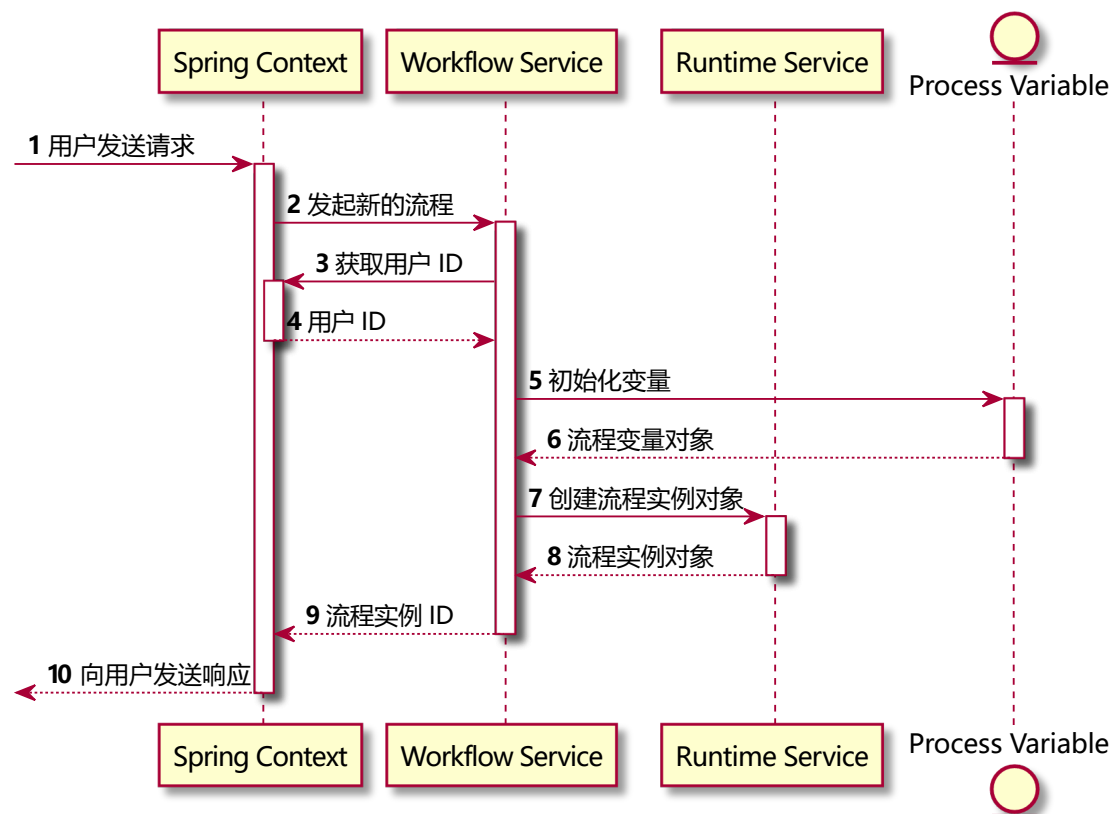 Spring Context
Workflow Service
Runtime Service
Process Variable
1 用户发送请求
2 发起新的流程
3 获取用户 ID
4 用户 ID
5 初始化变量
6 流程变量对象
7 创建流程实例对象
8 流程实例对象
9 流程实例 ID
10 向用户发送响应
Spring Context
Workflow Service
Runtime Service
Process Variable